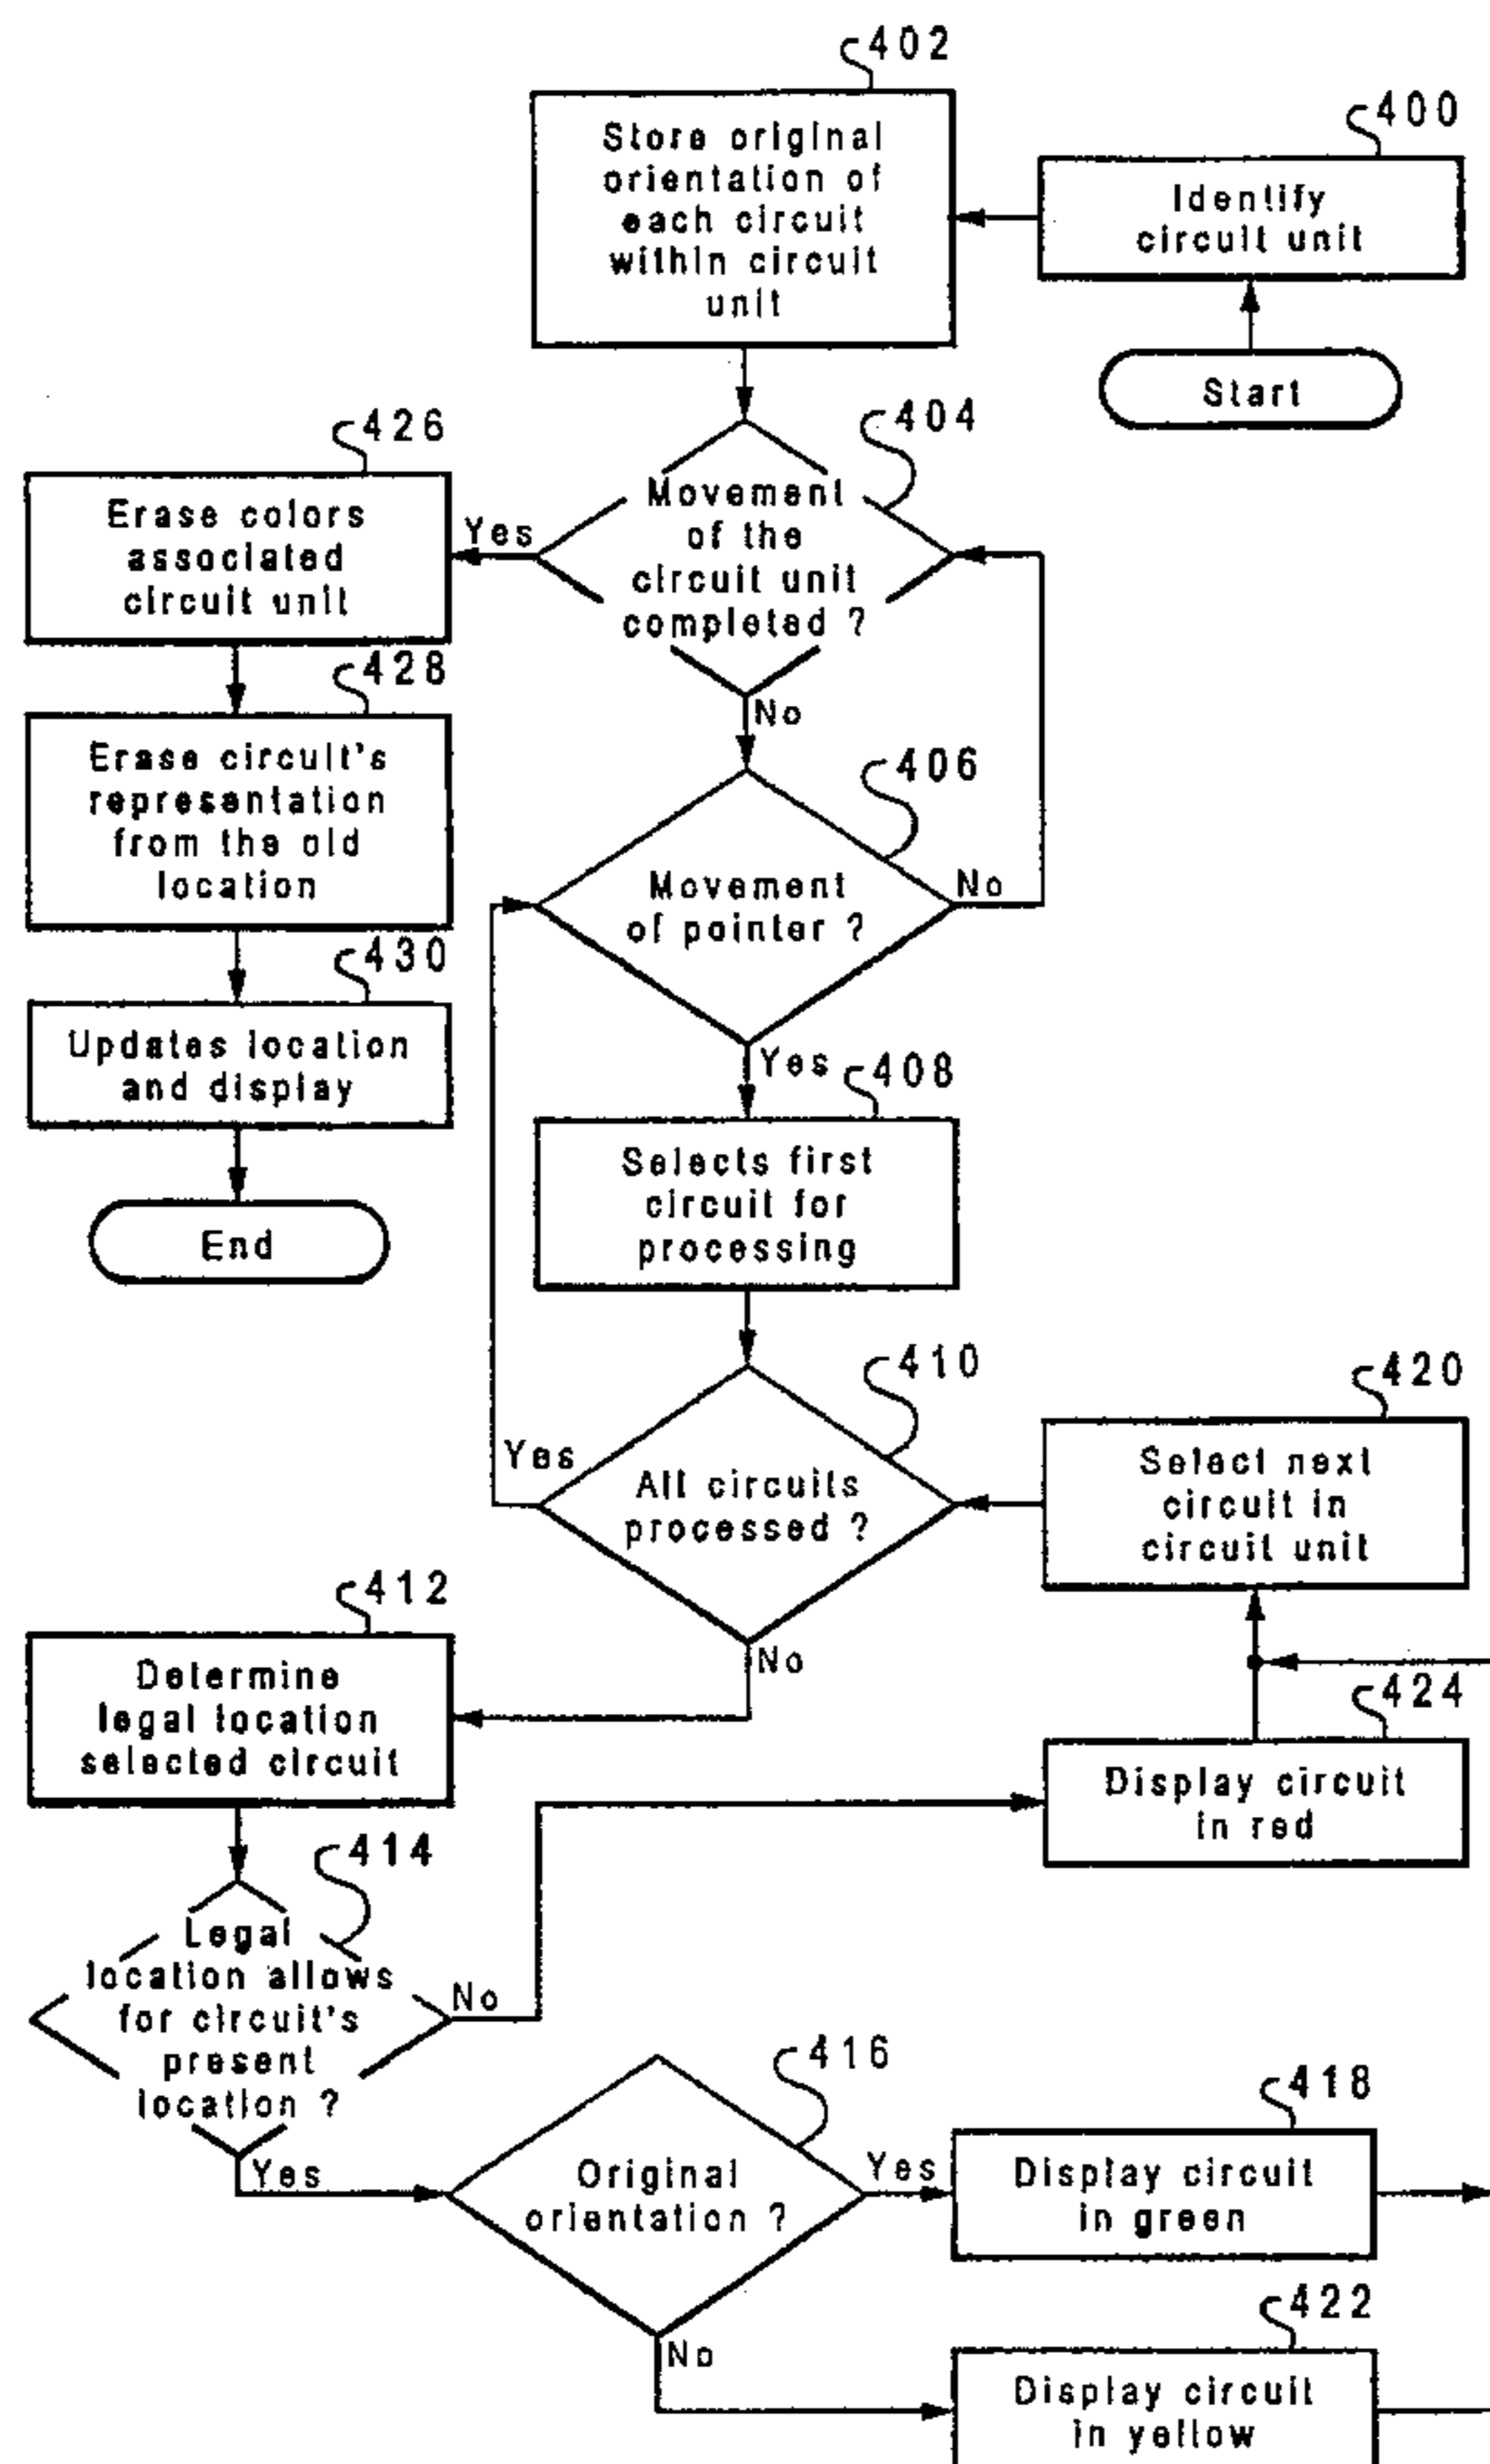 402
Store original
orientation of
each circuit
within circuit
unit
400
Identify
circuit unit
Start
404
Movement
of the
circuit unit
completed ?
Yes
No
426
Erase colors
associated
circuit unit
428
Erase circuit's
representation
from the old
location
430
Updates location
and display
End
406
Movement
of pointer ?
No
Yes
408
Selects first
circuit for
processing
410
All circuits
processed ?
Yes
No
420
Select next
circuit in
circuit unit
412
Determine
legal location
selected circuit
424
Display circuit
in red
414
Legal
location allows
for circuit's
present
location ?
No
Yes
416
Original
orientation ?
Yes
No
418
Display circuit
in green
422
Display circuit
in yellow